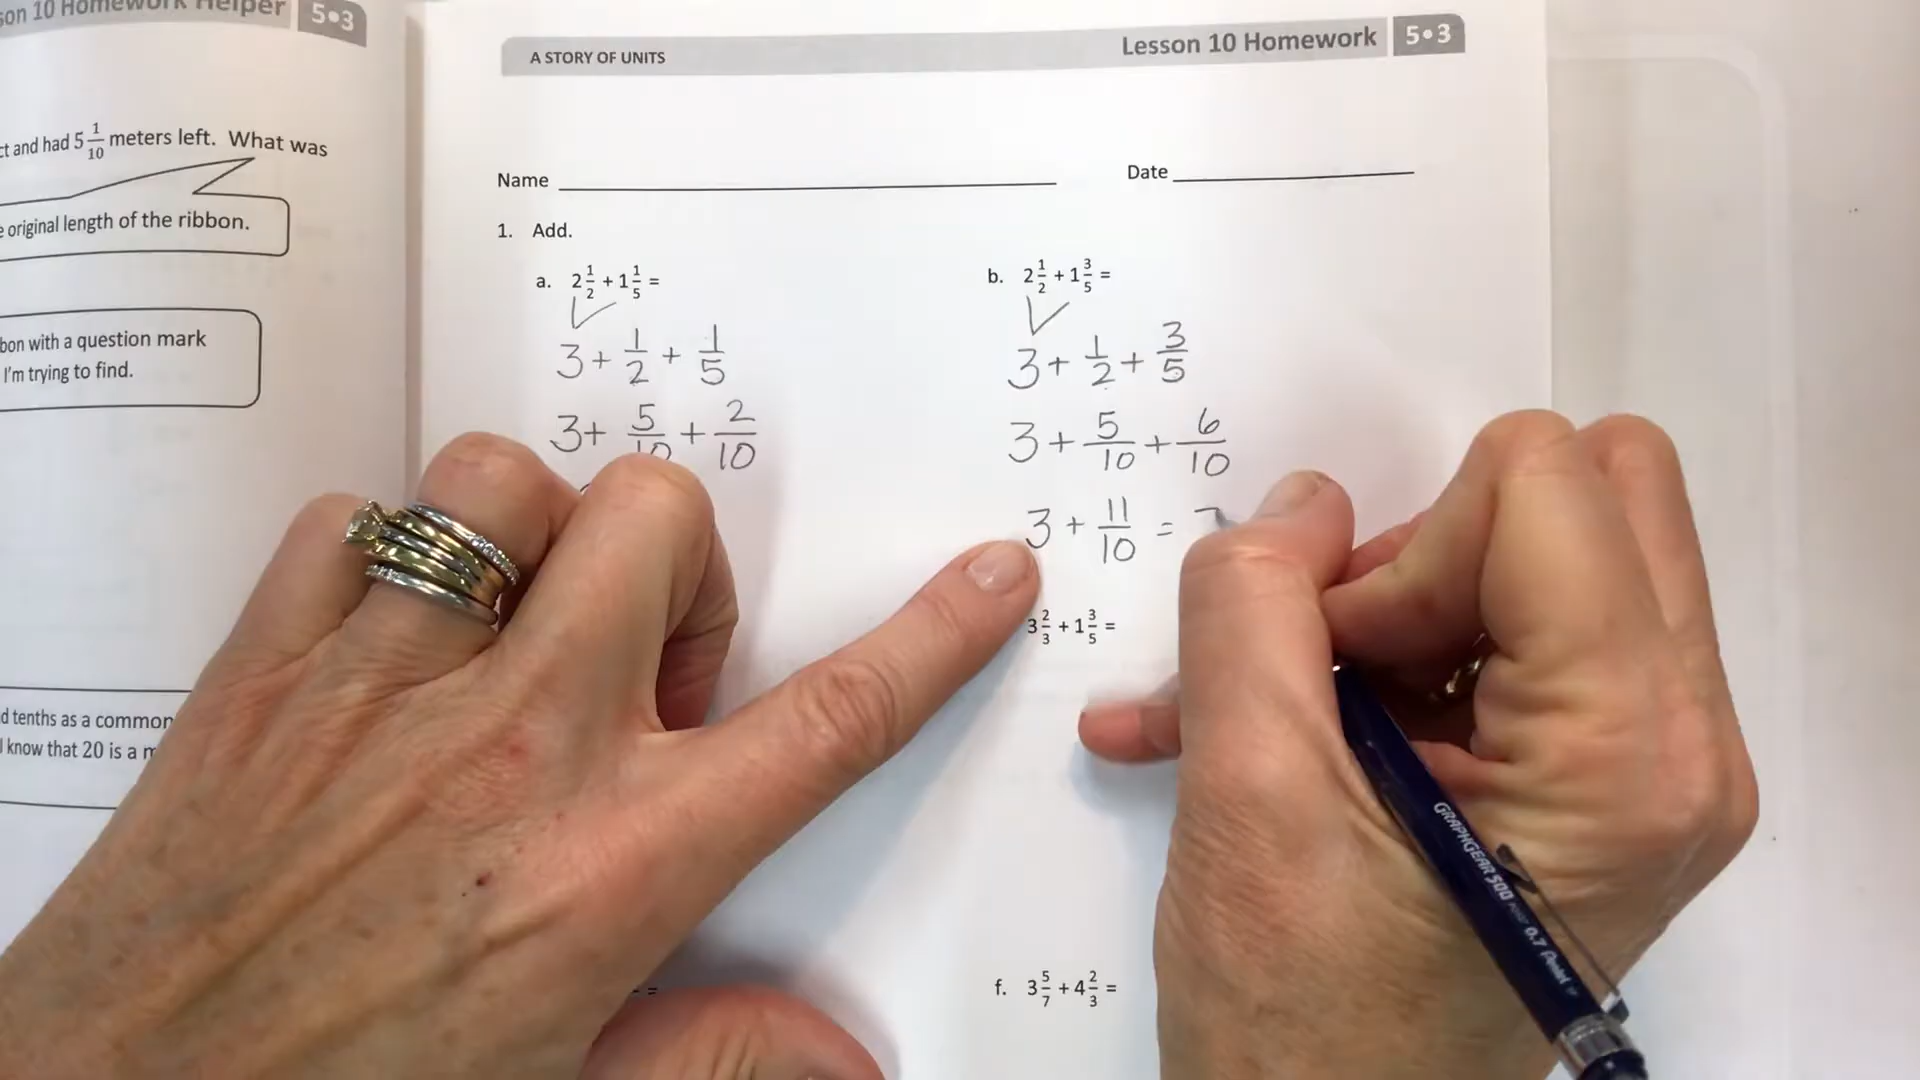 son 10 Homework Helper 5•3
ct and had 5 1/10 meters left. What was
e original length of the ribbon.
bon with a question mark
I'm trying to find.
d tenths as a common
I know that 20 is a m
A STORY OF UNITS
Lesson 10 Homework 5•3
Name
Date
1. Add.
a. 2 1/2 + 1 1/5 =
3 + 1/2 + 1/5
3 + 5/10 + 2/10
b. 2 1/2 + 1 3/5 =
3 + 1/2 + 3/5
3 + 5/10 + 6/10
3 + 11/10 =
3 2/3 + 1 3/5 =
=
f. 3 5/7 + 4 2/3 =
GRAPHGEAR 500 0.7 Pentel